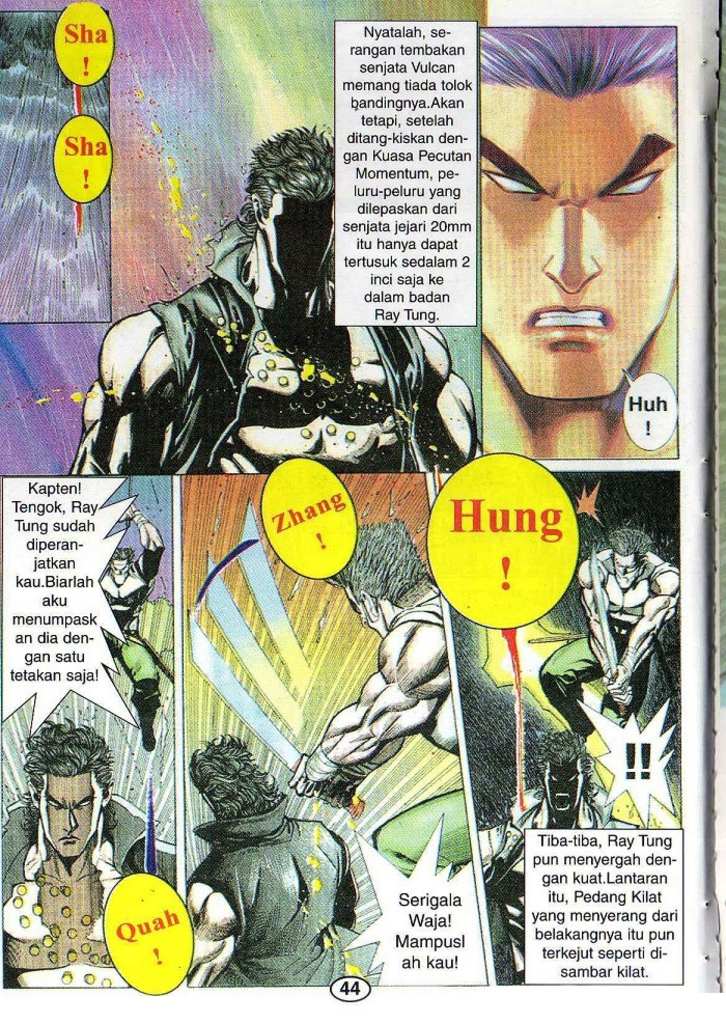 Sha
!
Sha
!
Nyatalah, se-
rangan tembakan
senjata Vulcan
memang tiada tolok
bandingnya.Akan
tetapi, setelah
ditang-kiskan den-
gan Kuasa Pecutan
Momentum, pe-
luru-peluru yang
dilepaskan dari
senjata jejari 20mm
itu hanya dapat
tertusuk sedalam 2
inci saja ke
dalam badan
Ray Tung.
Huh
!
Kapten!
Tengok, Ray
Tung sudah
diperan-
jatkan
kau.Biarlah
aku
menumpask
an dia den-
gan satu
tetakan saja!
Quah
!
Zhang
!
Serigala
Waja!
Mampusl
ah kau!
Hung
!
!!
Tiba-tiba, Ray Tung
pun menyergah den-
gan kuat.Lantaran
itu, Pedang Kilat
yang menyerang dari
belakangnya itu pun
terkejut seperti di-
sambar kilat.
44